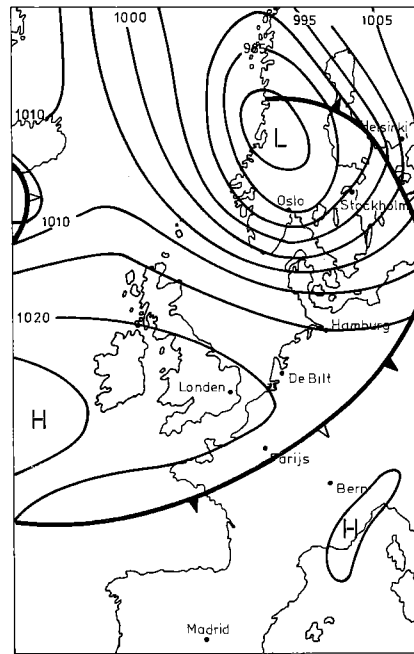 1000
995
1005
985
1010
Helsinki
L
Oslo
Stockholm
1010
1020
Hamburg
De Bilt
Londen
H
Parijs
Bern
H
Madrid